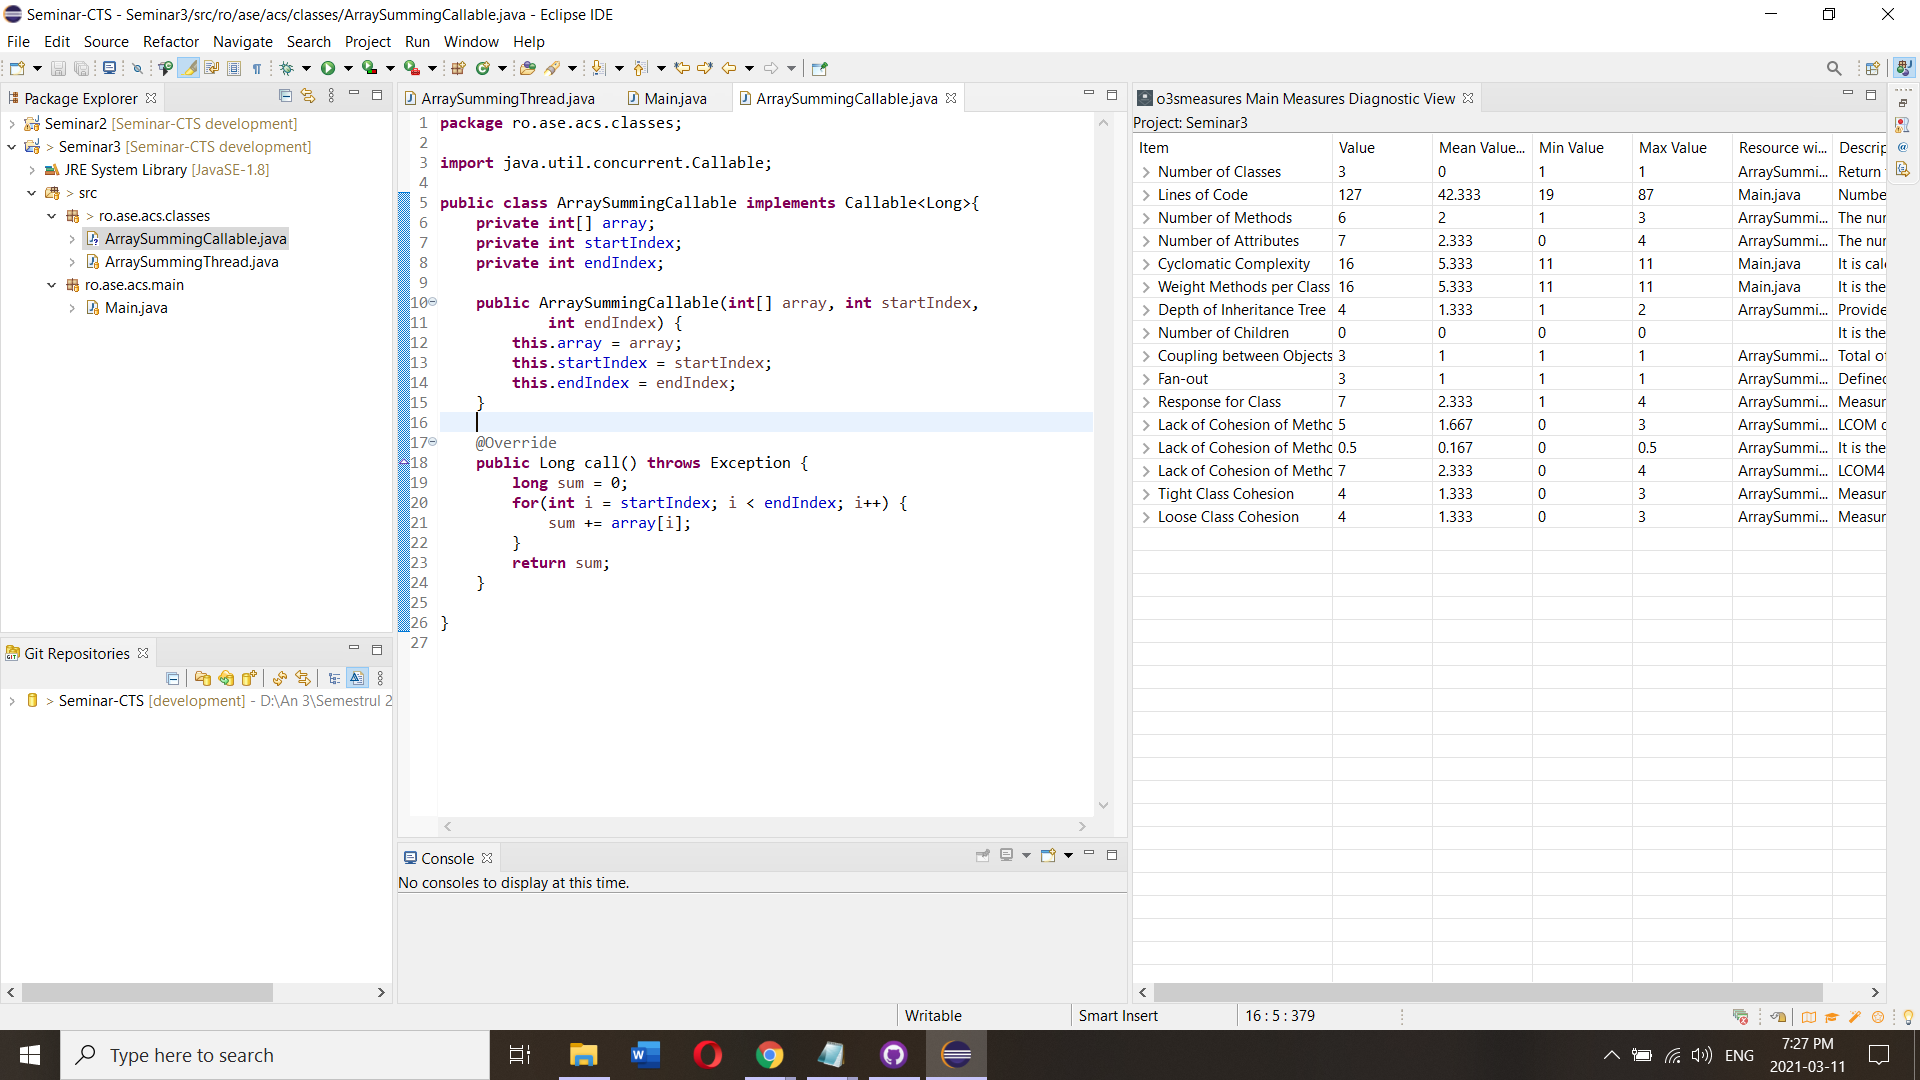 Seminar-CTS - Seminar3/src/ro/ase/acs/classes/ArraySummingCallable.java - Eclipse IDE
File Edit Source Refactor Navigate Search Project Run Window Help
Package Explorer
Seminar2 [Seminar-CTS development]
> Seminar3 [Seminar-CTS development]
JRE System Library [JavaSE-1.8]
> src
> ro.ase.acs.classes
ArraySummingCallable.java
ArraySummingThread.java
ro.ase.acs.main
Main.java
Git Repositories
> Seminar-CTS [development] - D:\An 3\Semestrul 2
ArraySummingThread.java Main.java ArraySummingCallable.java
1 package ro.ase.acs.classes;
2
3 import java.util.concurrent.Callable;
4
5 public class ArraySummingCallable implements Callable<Long>{
6 private int[] array;
7 private int startIndex;
8 private int endIndex;
9
10 public ArraySummingCallable(int[] array, int startIndex,
11 int endIndex) {
12 this.array = array;
13 this.startIndex = startIndex;
14 this.endIndex = endIndex;
15 }
16
17 @Override
18 public Long call() throws Exception {
19 long sum = 0;
20 for(int i = startIndex; i < endIndex; i++) {
21 sum += array[i];
22 }
23 return sum;
24 }
25
26 }
27
Console
No consoles to display at this time.
o3smeasures Main Measures Diagnostic View
Project: Seminar3
Item Value Mean Value... Min Value Max Value Resource wi... Descrip
Number of Classes 3 0 1 1 ArraySummi... Return
Lines of Code 127 42.333 19 87 Main.java Numbe
Number of Methods 6 2 1 3 ArraySummi... The nur
Number of Attributes 7 2.333 0 4 ArraySummi... The nur
Cyclomatic Complexity 16 5.333 11 11 Main.java It is cal
Weight Methods per Class 16 5.333 11 11 Main.java It is the
Depth of Inheritance Tree 4 1.333 1 2 ArraySummi... Provide
Number of Children 0 0 0 0 It is the
Coupling between Objects 3 1 1 1 ArraySummi... Total o
Fan-out 3 1 1 1 ArraySummi... Defined
Response for Class 7 2.333 1 4 ArraySummi... Measur
Lack of Cohesion of Methc 5 1.667 0 3 ArraySummi... LCOM c
Lack of Cohesion of Methc 0.5 0.167 0 0.5 ArraySummi... It is the
Lack of Cohesion of Methc 7 2.333 0 4 ArraySummi... LCOM4
Tight Class Cohesion 4 1.333 0 3 ArraySummi... Measur
Loose Class Cohesion 4 1.333 0 3 ArraySummi... Measur
Writable Smart Insert 16 : 5 : 379
Type here to search
ENG
7:27 PM
2021-03-11